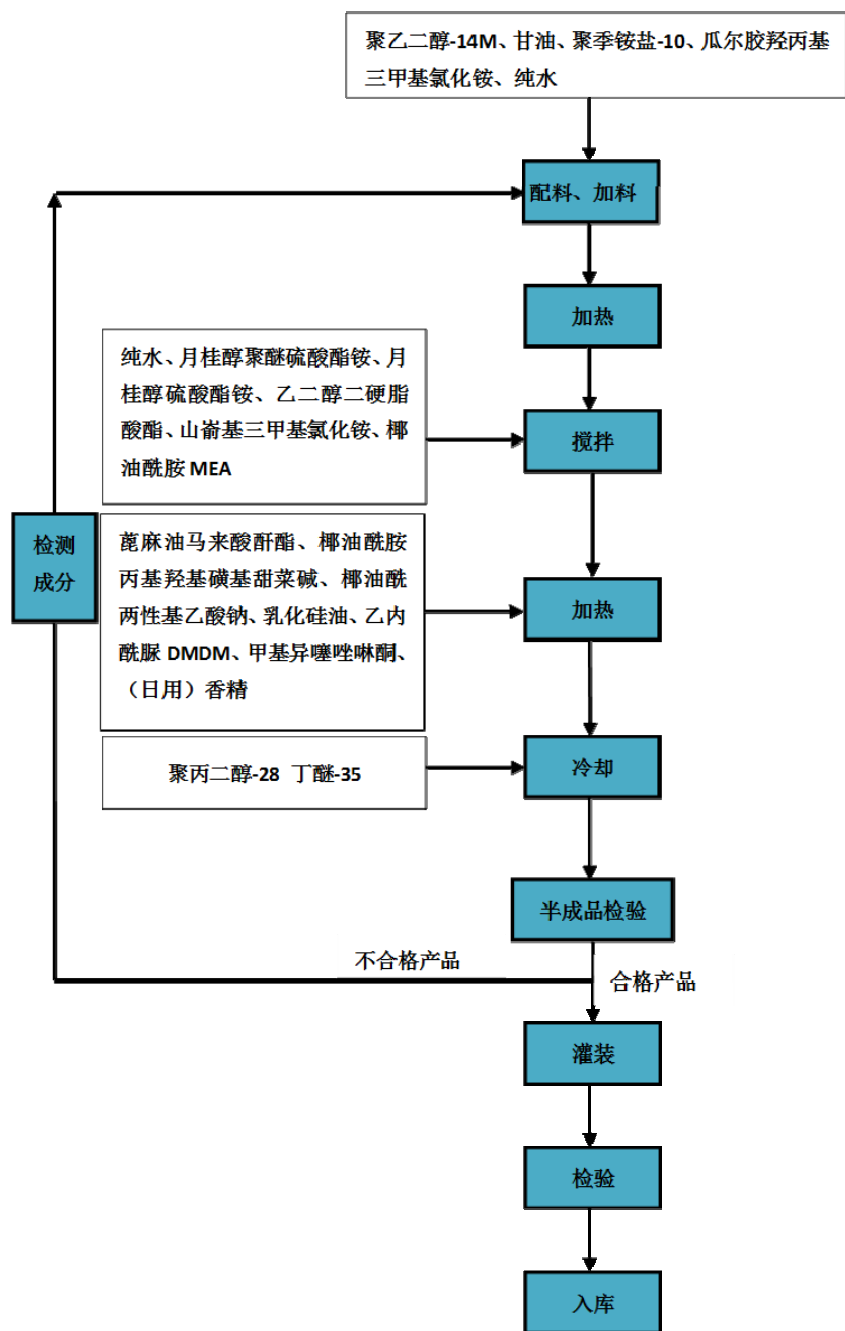 聚乙二醇-14M、甘油、聚季铵盐-10、瓜尔胶羟丙基
三甲基氯化铵、纯水
配料、加料
加热
纯水、月桂醇聚醚硫酸酯铵、月
桂醇硫酸酯铵、乙二醇二硬脂
酸酯、山嵛基三甲基氯化铵、椰
油酰胺 MEA
搅拌
检测
成分
蓖麻油马来酸酐酯、椰油酰胺
丙基羟基磺基甜菜碱、椰油酰
两性基乙酸钠、乳化硅油、乙内
酰脲 DMDM、甲基异噻唑啉酮、
（日用）香精
加热
聚丙二醇-28 丁醚-35
冷却
半成品检验
不合格产品
合格产品
灌装
检验
入库